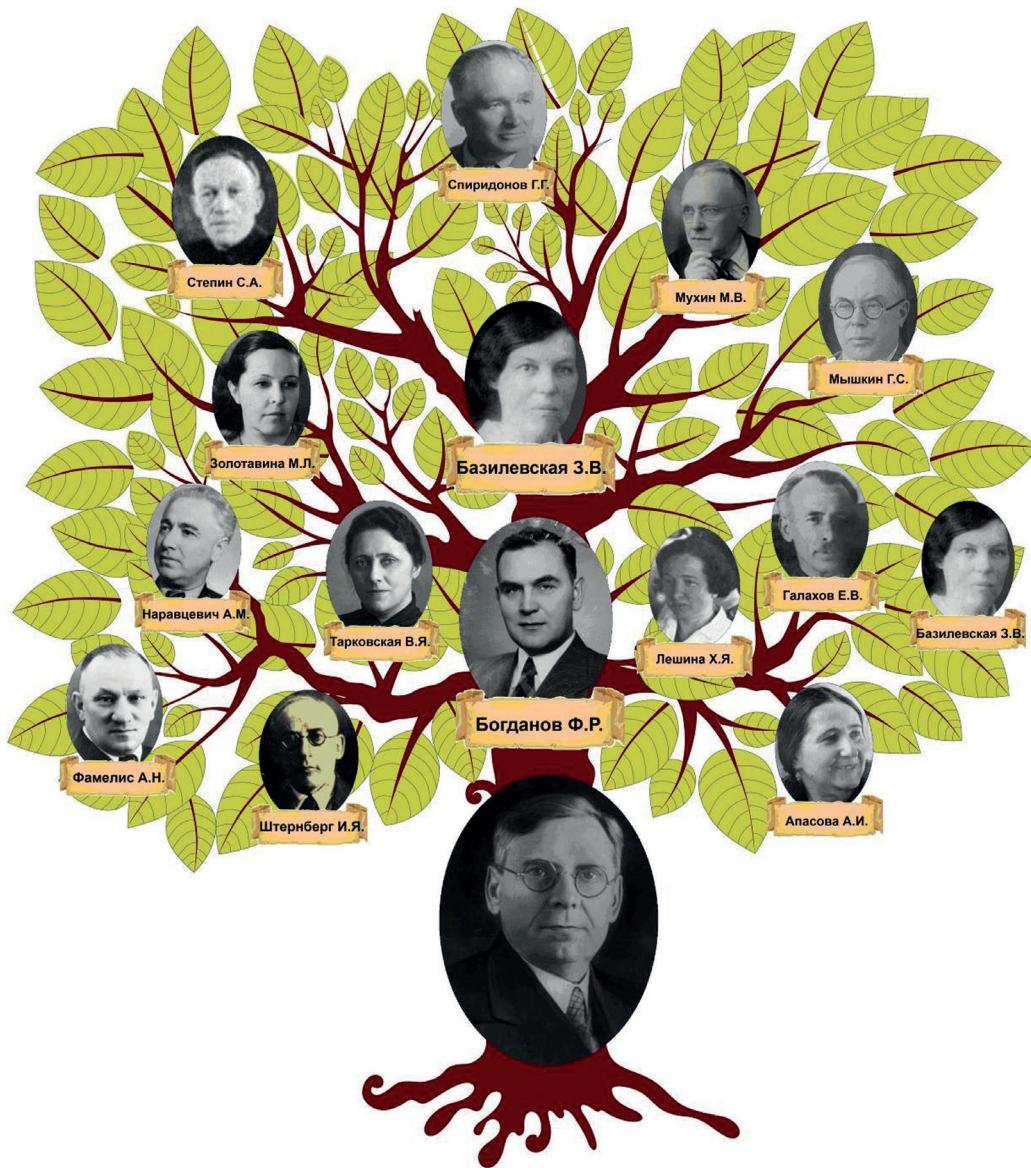 Спиридонов Г.Г.
Степин С.А.
Мухин М.В.
Мышкин Г.С.
Золотавина М.Л.
Базилевская З.В.
Наравцевич А.М.
Тарковская В.Я.
Галахов Е.В.
Базилевская З.В.
Лешина Х.Я.
Богданов Ф.Р.
Фамелис А.Н.
Штернберг И.Я.
Апасова А.И.